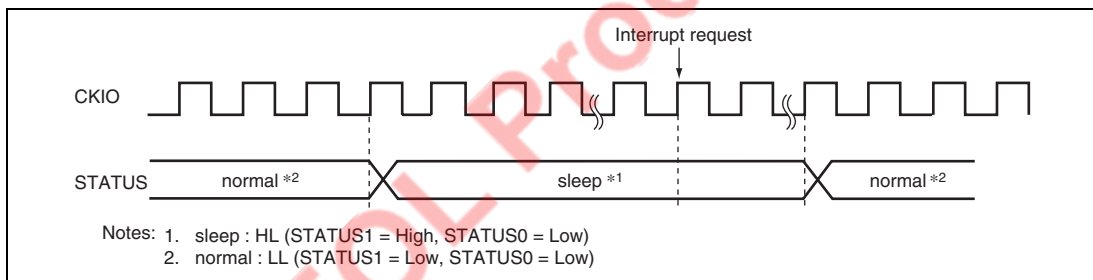 Interrupt request
CKIO
STATUS
normal *2
sleep *1
normal *2
Notes: 1. sleep : HL (STATUS1 = High, STATUS0 = Low)
2. normal : LL (STATUS1 = Low, STATUS0 = Low)